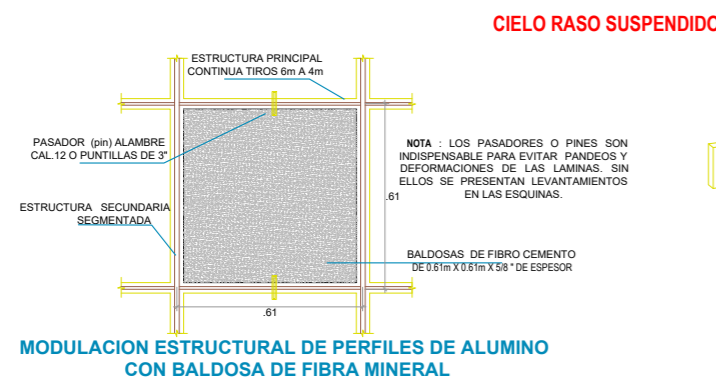 CIELO RASO SUSPENDIDO
ESTRUCTURA PRINCIPAL
CONTINUA TIROS 6m A 4m
PASADOR (pin) ALAMBRE
CAL.12 O PUNTILLAS DE 3"
ESTRUCTURA SECUNDARIA
SEGMENTADA
NOTA : LOS PASADORES O PINES SON
INDISPENSABLE PARA EVITAR PANDEOS Y
DEFORMACIONES DE LAS LAMINAS. SIN
ELLOS SE PRESENTAN LEVANTAMIENTOS
EN LAS ESQUINAS.
.61
BALDOSAS DE FIBRO CEMENTO
DE 0.61m X 0.61m X 5/8 " DE ESPESOR
.61
MODULACION ESTRUCTURAL DE PERFILES DE ALUMINO
CON BALDOSA DE FIBRA MINERAL